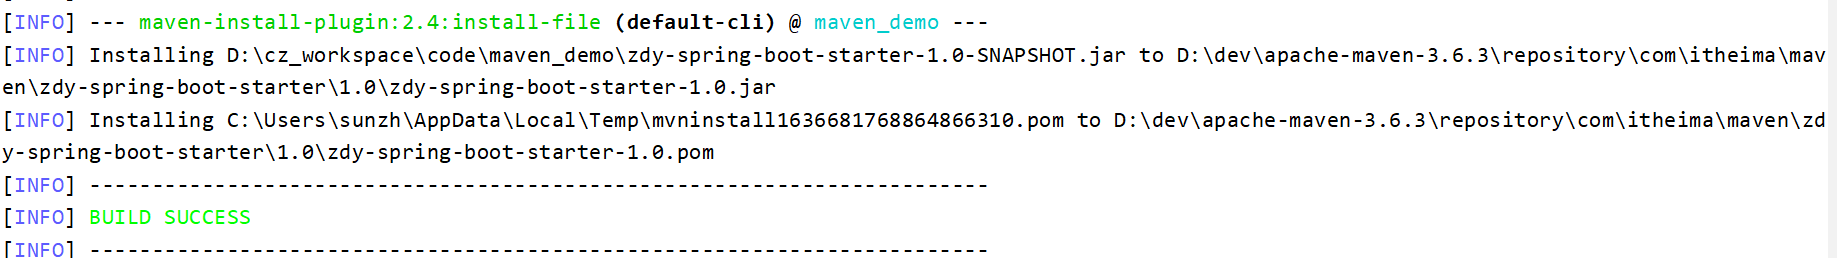 [INFO] --- maven-install-plugin:2.4:install-file (default-cli) @ maven_demo ---
[INFO] Installing D:\cz_workspace\code\maven_demo\zdy-spring-boot-starter-1.0-SNAPSHOT.jar to D:\dev\apache-maven-3.6.3\repository\com\itheima\mav
en\zdy-spring-boot-starter\1.0\zdy-spring-boot-starter-1.0.jar
[INFO] Installing C:\Users\sunzh\AppData\Local\Temp\mvninstall1636681768864866310.pom to D:\dev\apache-maven-3.6.3\repository\com\itheima\maven\zd
y-spring-boot-starter\1.0\zdy-spring-boot-starter-1.0.pom
[INFO] ------------------------------------------------------------------------
[INFO] BUILD SUCCESS
[INFO] ------------------------------------------------------------------------